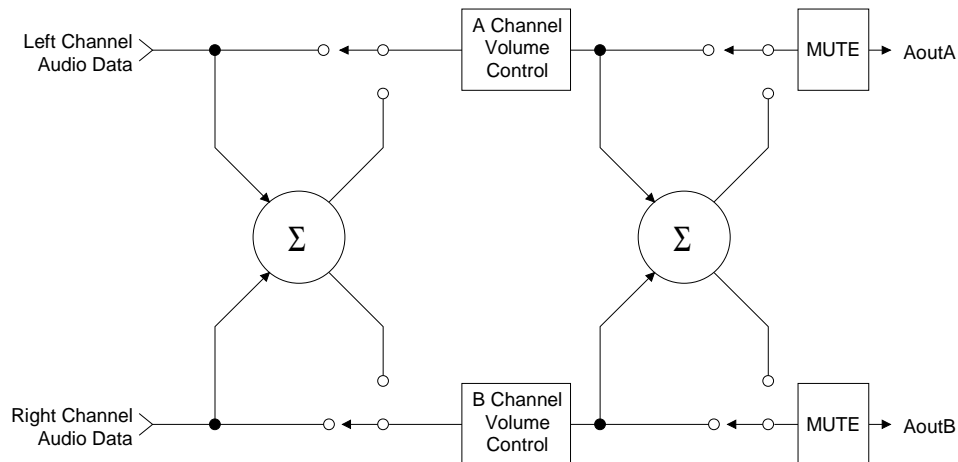 Left Channel
Audio Data
A Channel
Volume
Control
MUTE
AoutA
Σ
Σ
Right Channel
Audio Data
B Channel
Volume
Control
MUTE
AoutB